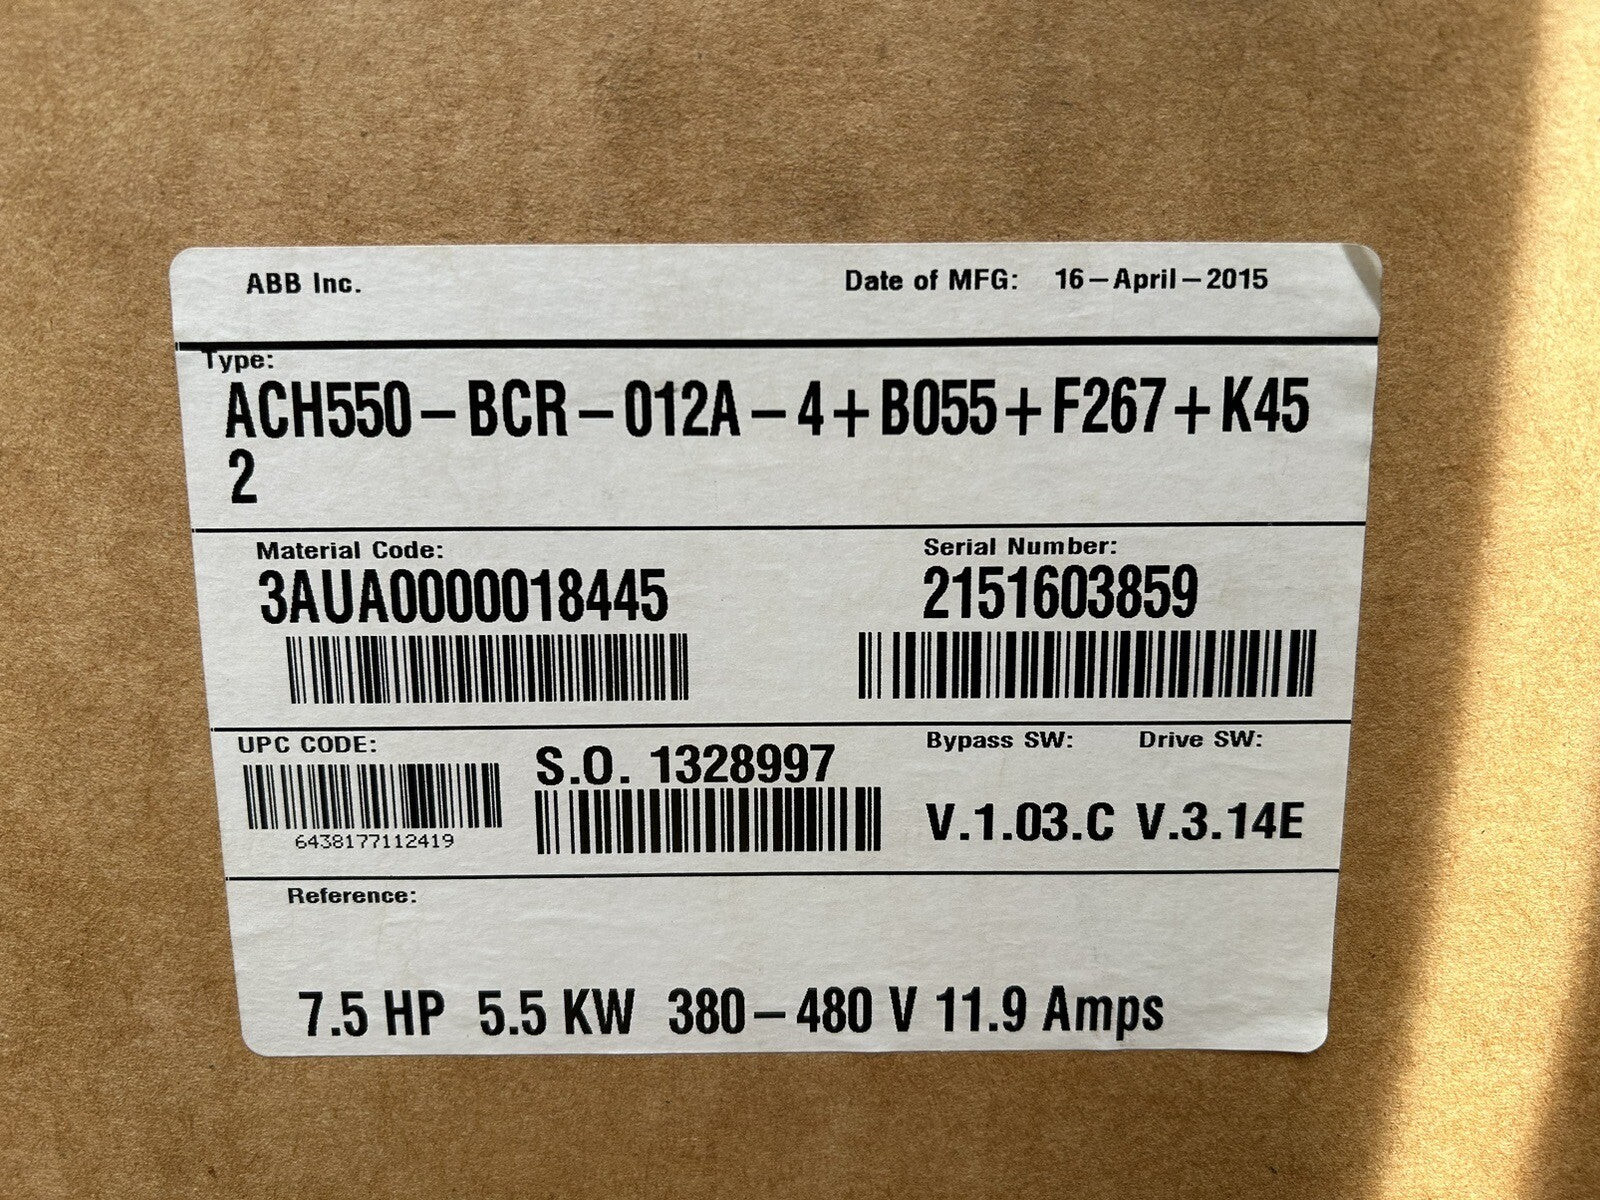 ABB Inc. Date of MFG: 16-April-2015
Type:
ACH550-BCR-012A-4+B055+F267+K45
2
Material Code: Serial Number:
3AUA0000018445 2151603859
UPC CODE: S.O. 1328997 Bypass SW: Drive SW:
6438177112419 V.1.03.C V.3.14E
Reference:
7.5 HP 5.5 KW 380-480 V 11.9 Amps